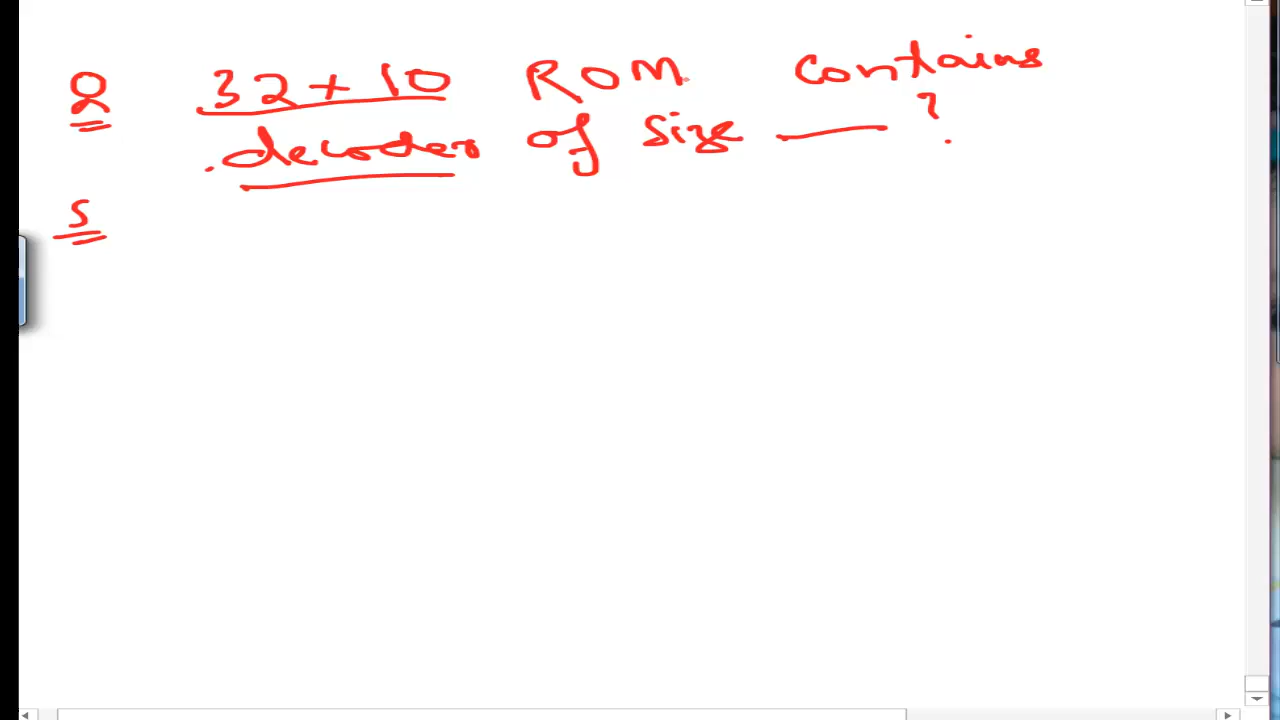 Q 32 + 10 ROM contains
decoder of size ____ ?
S